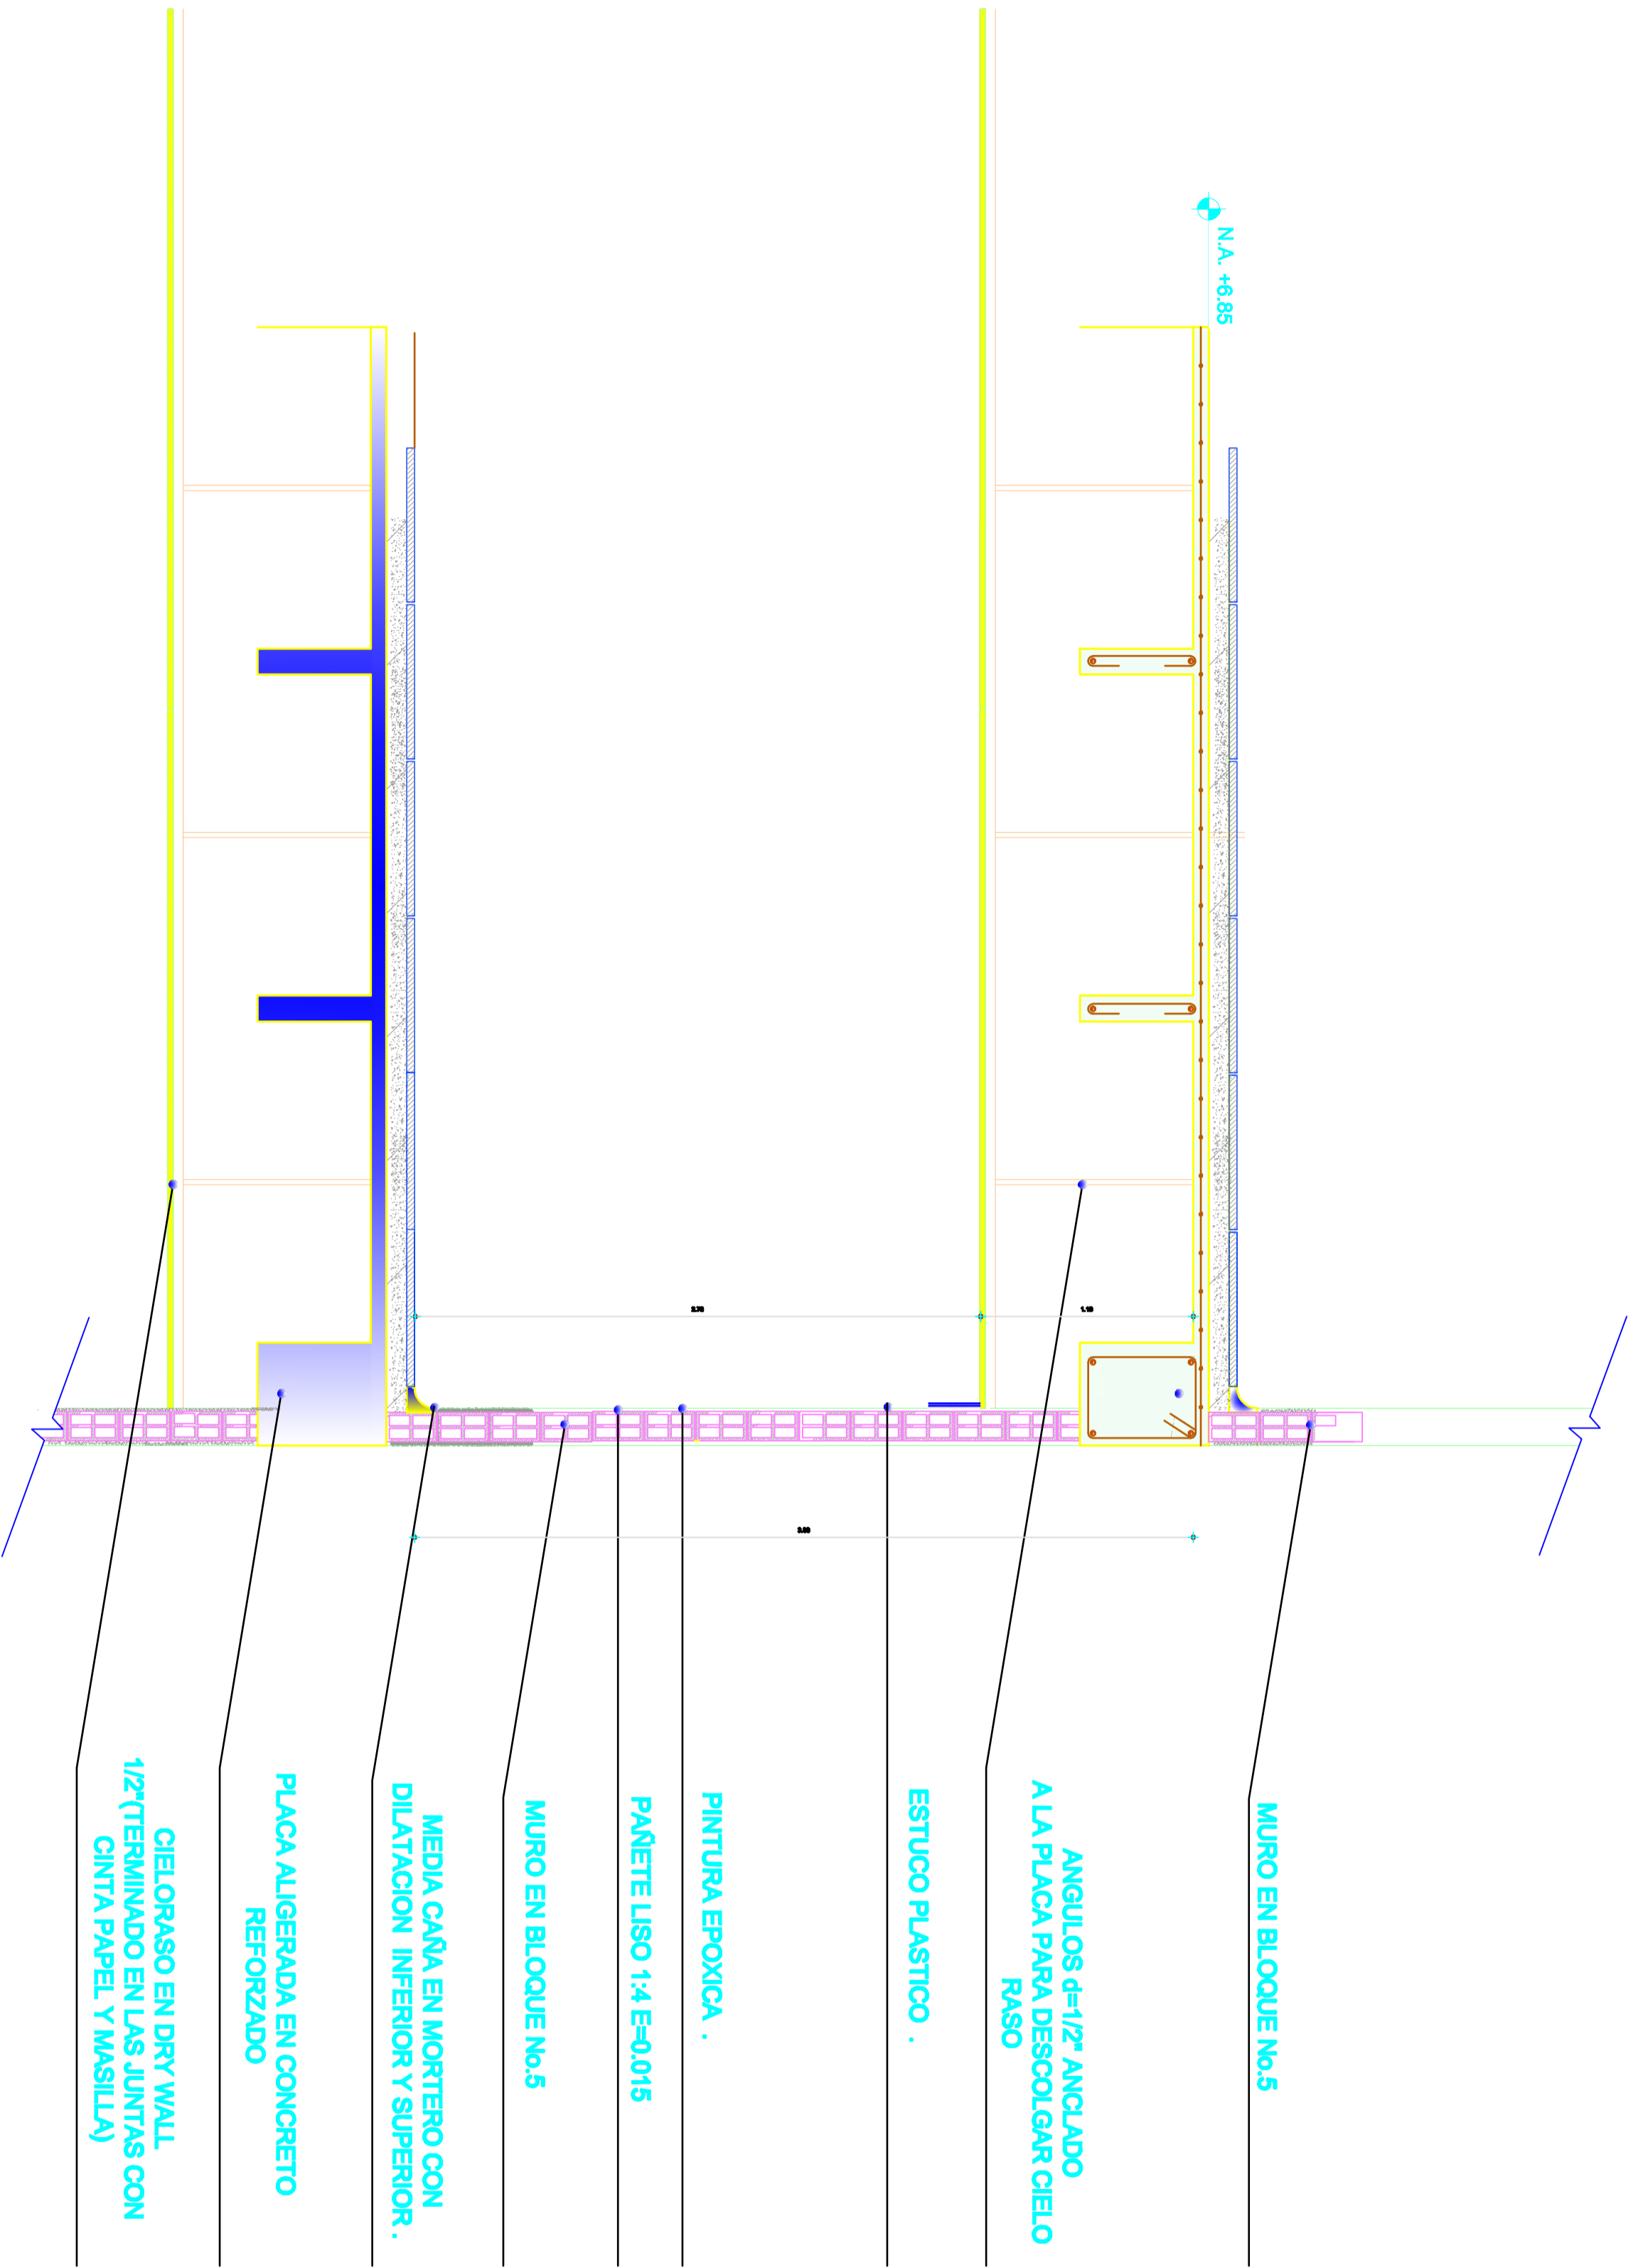 N.A. +6.85
MURO EN BLOQUE No.5
ANGULOS d=1/2" ANCLADO
A LA PLACA PARA DESCOLGAR CIELO
RASO
ESTUCO PLASTICO .
PINTURA EPOXICA .
PAÑETE LISO 1:4 E=0.015
MURO EN BLOQUE No.5
MEDIA CAÑA EN MORTERO CON
DILATACION INFERIOR Y SUPERIOR .
PLACA ALIGERADA EN CONCRETO
REFORZADO
CIELORASO EN DRY WALL
1/2"(TERMINADO EN LAS JUNTAS CON
CINTA PAPEL Y MASILLA)